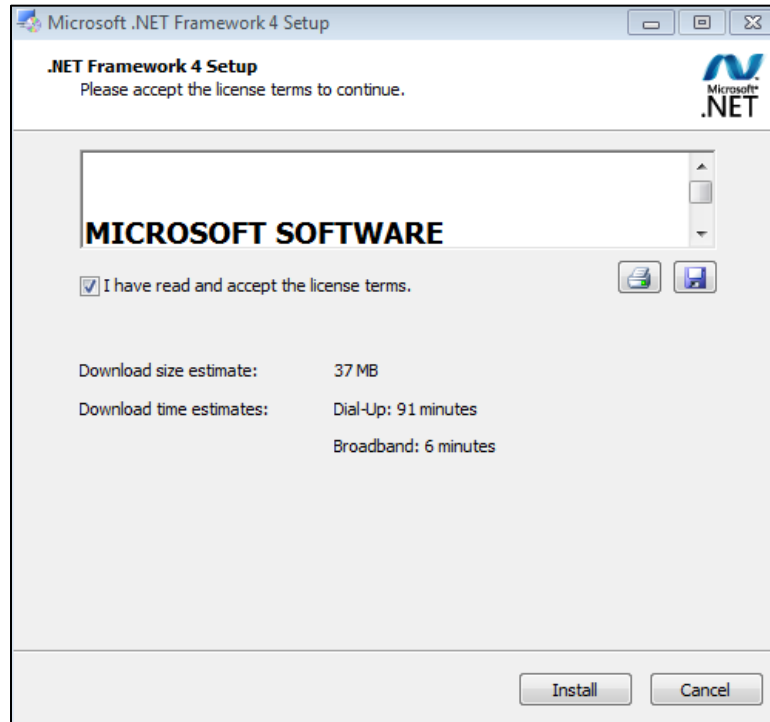 Microsoft .NET Framework 4 Setup
.NET Framework 4 Setup
Please accept the license terms to continue.
Microsoft®
.NET
MICROSOFT SOFTWARE
I have read and accept the license terms.
Download size estimate: 37 MB
Download time estimates: Dial-Up: 91 minutes
Broadband: 6 minutes
Install Cancel